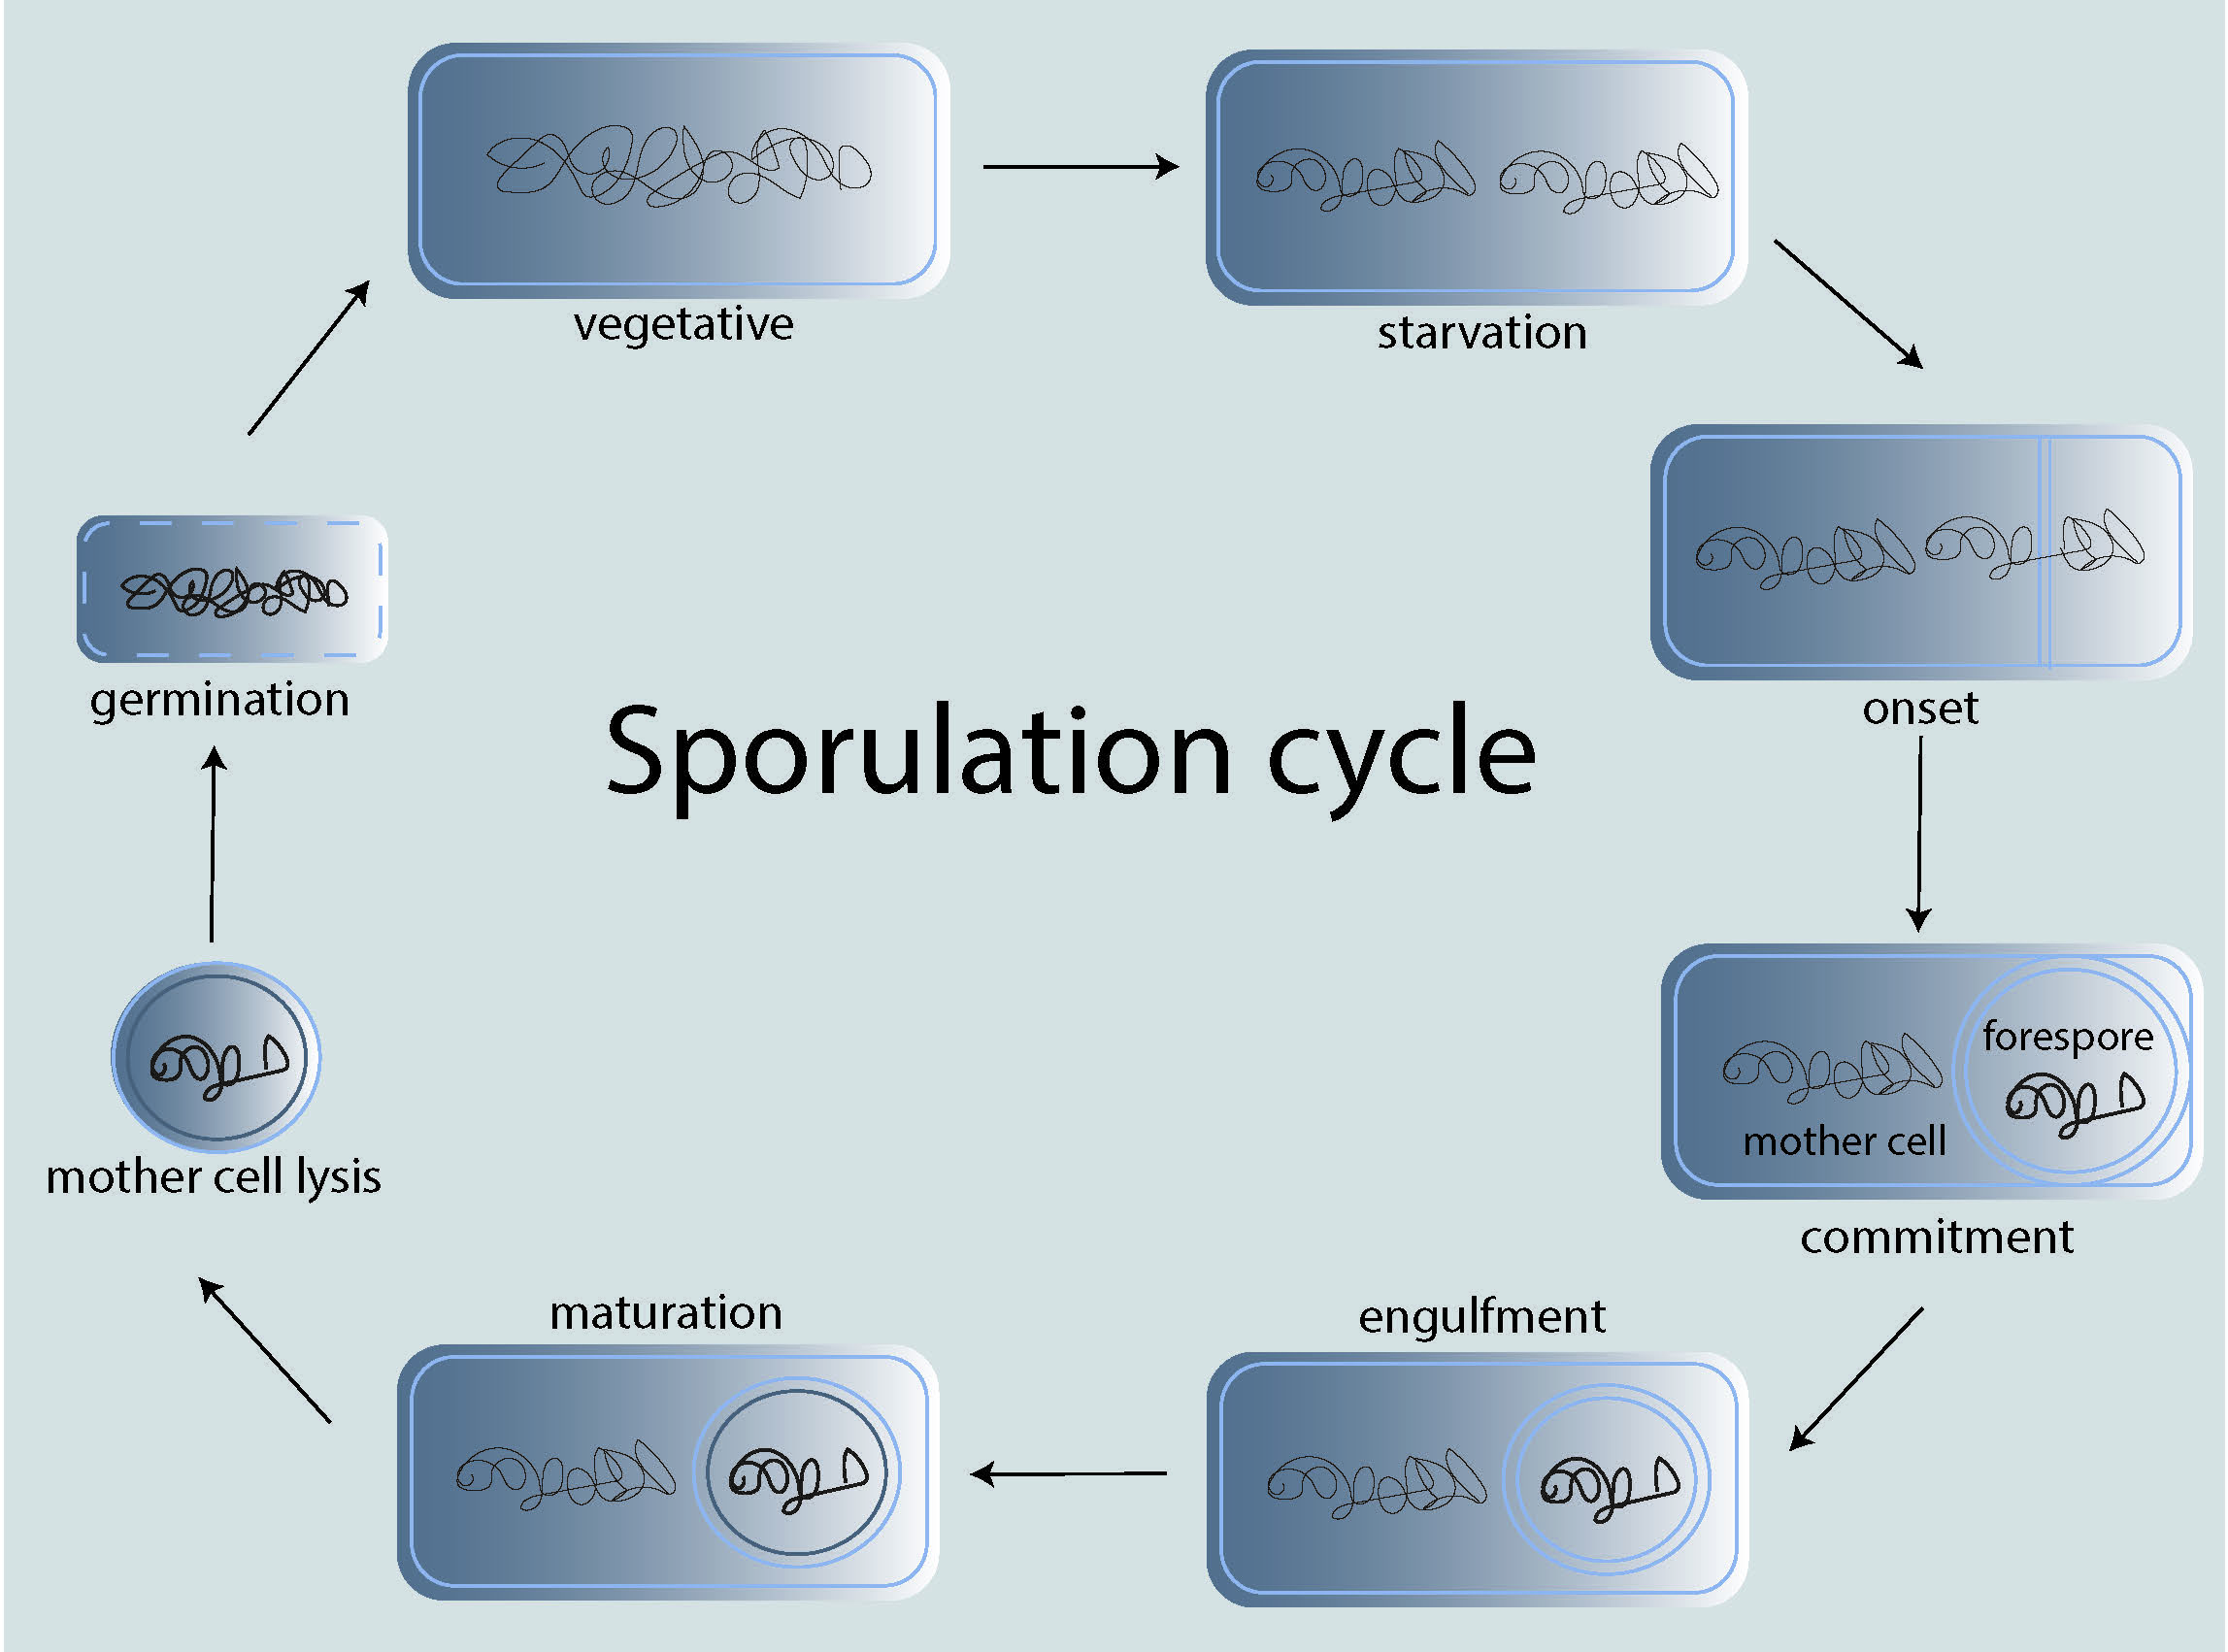 vegetative
starvation
onset
germination
Sporulation cycle
forespore
mother cell
commitment
mother cell lysis
maturation
engulfment